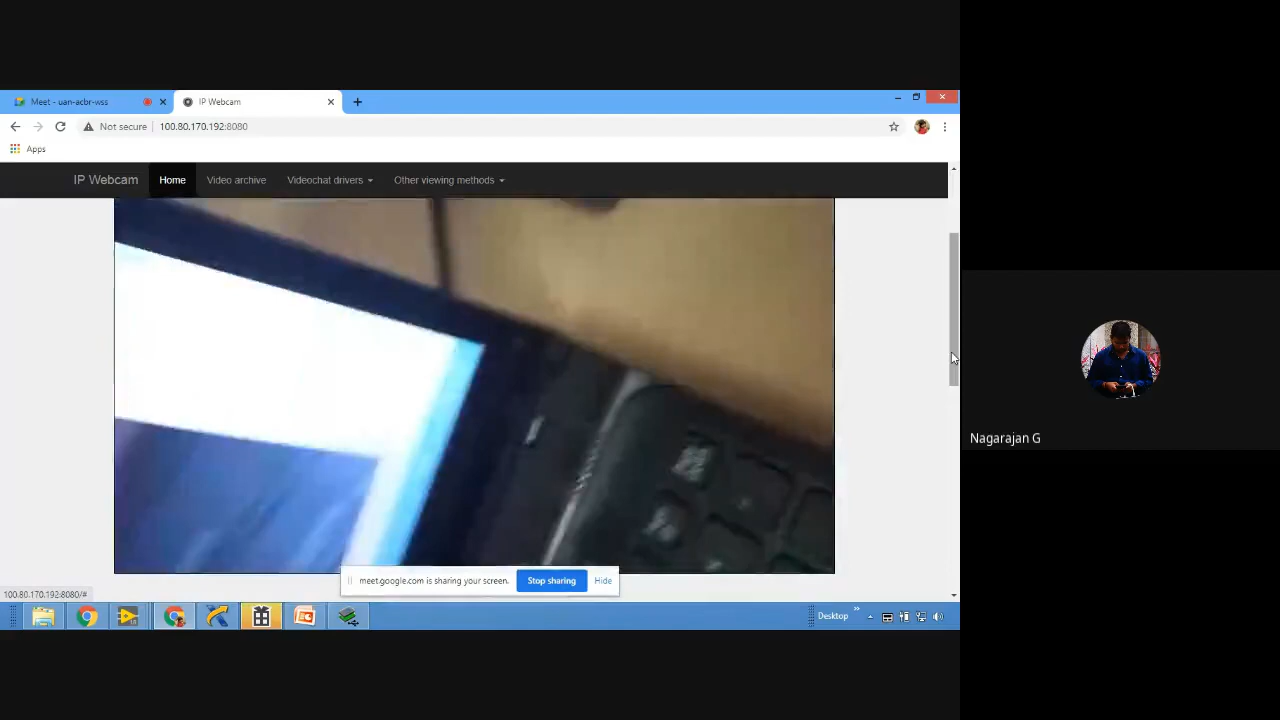 Meet - uan-acbr-wss
IP Webcam
Not secure
100.80.170.192:8080
Apps
IP Webcam
Home
Video archive
Videochat drivers
Other viewing methods
Nagarajan G
meet.google.com is sharing your screen.
Stop sharing
Hide
100.80.170.192:8080/#
Desktop